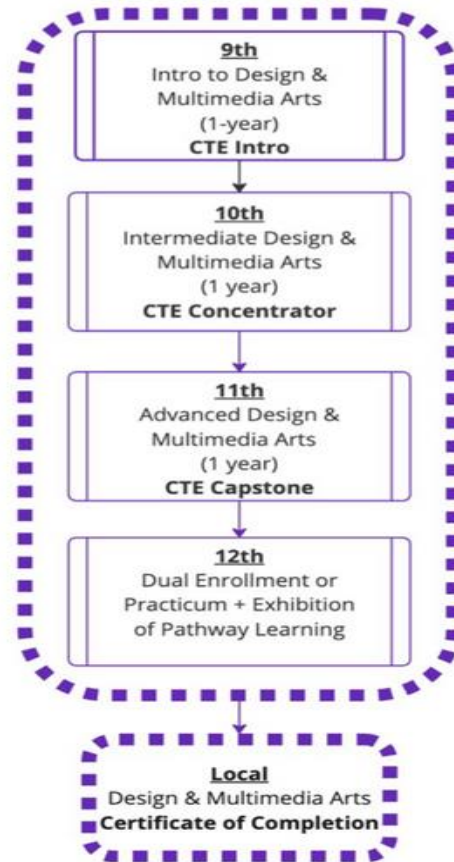 9th
Intro to Design &
Multimedia Arts
(1-year)
CTE Intro
10th
Intermediate Design &
Multimedia Arts
(1 year)
CTE Concentrator
11th
Advanced Design &
Multimedia Arts
(1 year)
CTE Capstone
12th
Dual Enrollment or
Practicum + Exhibition
of Pathway Learning
Local
Design & Multimedia Arts
Certificate of Completion